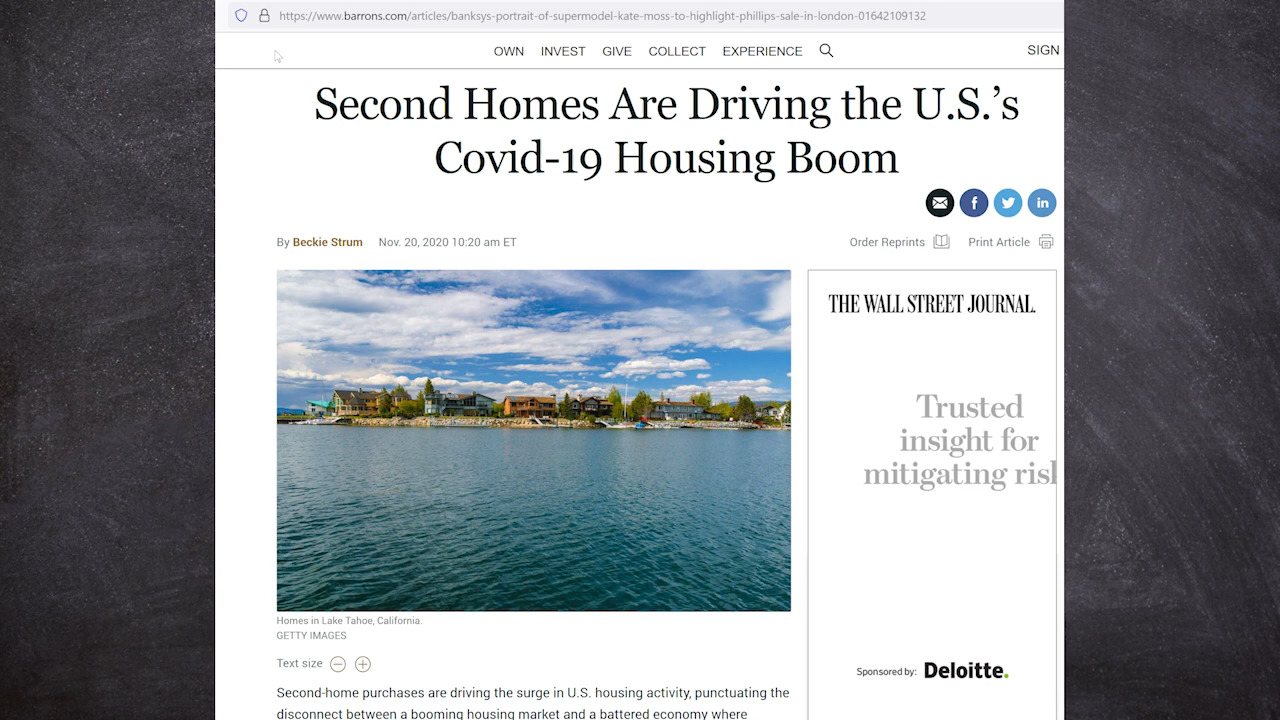 https://www.barrons.com/articles/banksys-portrait-of-supermodel-kate-moss-to-highlight-phillips-sale-in-london-01642109132
OWN INVEST GIVE COLLECT EXPERIENCE SIGN
Second Homes Are Driving the U.S.’s
Covid-19 Housing Boom
f in
By Beckie Strum Nov. 20, 2020 10:20 am ET Order Reprints Print Article
THE WALL STREET JOURNAL.
Trusted
insight for
mitigating risk
Sponsored by: Deloitte.
Homes in Lake Tahoe, California.
GETTY IMAGES
Text size
Second-home purchases are driving the surge in U.S. housing activity, punctuating the
disconnect between a booming housing market and a battered economy where